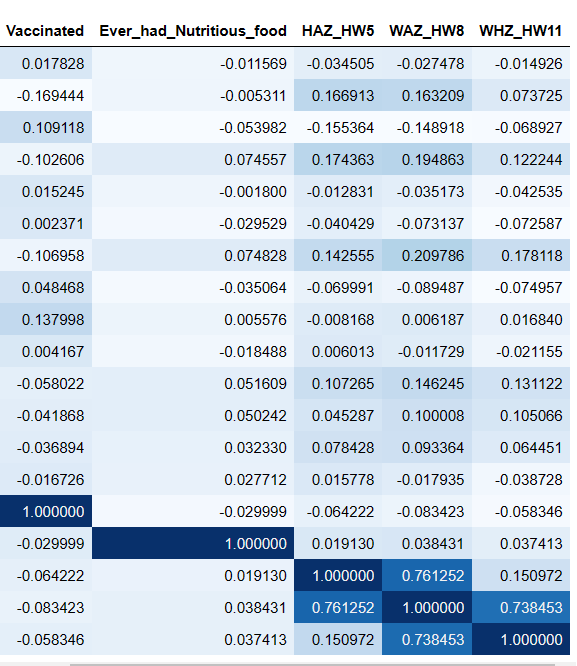 Vaccinated Ever_had_Nutritious_food HAZ_HW5 WAZ_HW8 WHZ_HW11
0.017828 -0.011569 -0.034505 -0.027478 -0.014926
-0.169444 -0.005311 0.166913 0.163209 0.073725
0.109118 -0.053982 -0.155364 -0.148918 -0.068927
-0.102606 0.074557 0.174363 0.194863 0.122244
0.015245 -0.001800 -0.012831 -0.035173 -0.042535
0.002371 -0.029529 -0.040429 -0.073137 -0.072587
-0.106958 0.074828 0.142555 0.209786 0.178118
0.048468 -0.035064 -0.069991 -0.089487 -0.074957
0.137998 0.005576 -0.008168 0.006187 0.016840
0.004167 -0.018488 0.006013 -0.011729 -0.021155
-0.058022 0.051609 0.107265 0.146245 0.131122
-0.041868 0.050242 0.045287 0.100008 0.105066
-0.036894 0.032330 0.078428 0.093364 0.064451
-0.016726 0.027712 0.015778 -0.017935 -0.038728
1.000000 -0.029999 -0.064222 -0.083423 -0.058346
-0.029999 1.000000 0.019130 0.038431 0.037413
-0.064222 0.019130 1.000000 0.761252 0.150972
-0.083423 0.038431 0.761252 1.000000 0.738453
-0.058346 0.037413 0.150972 0.738453 1.000000